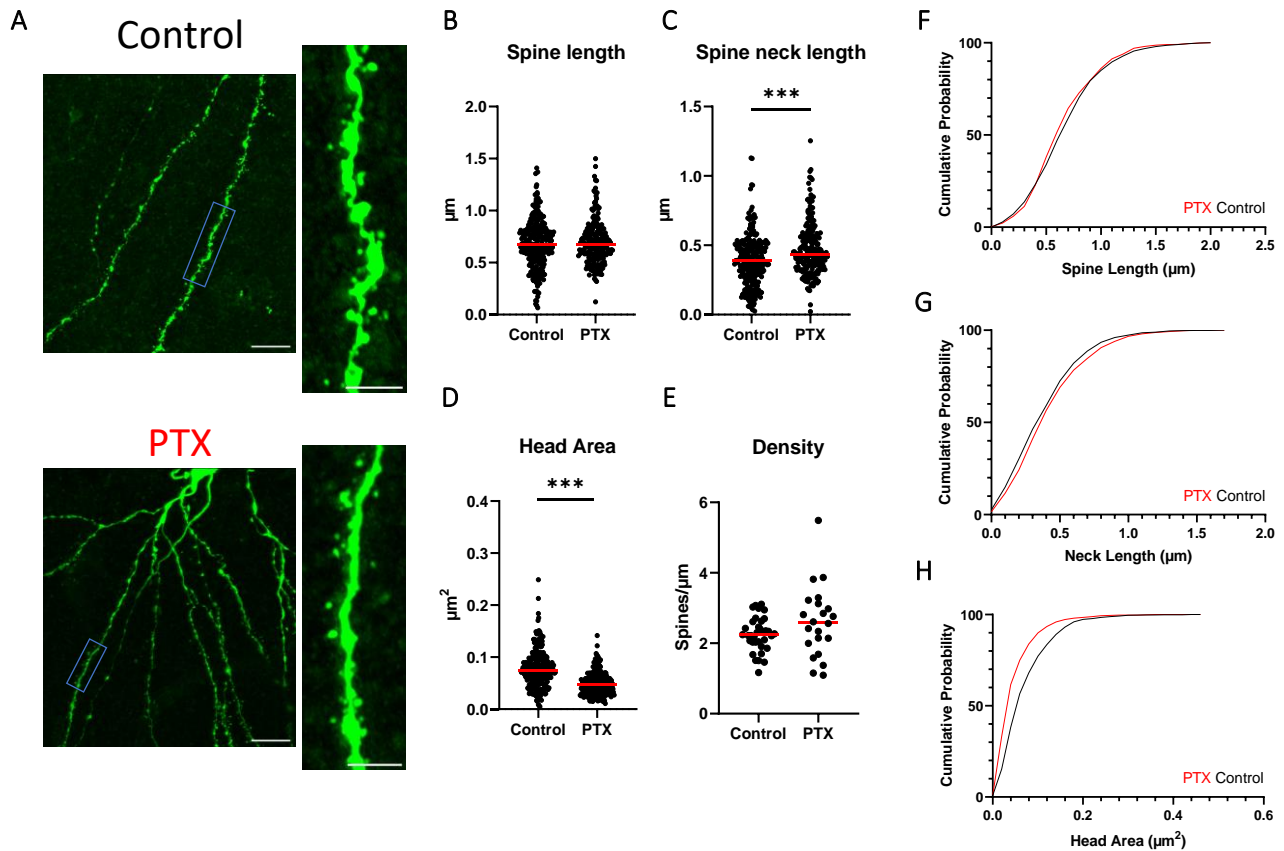 A
Control
PTX
B
Spine length
2.0
1.5
1.0
0.5
0.0
µm
Control PTX
C
Spine neck length
***
1.5
1.0
0.5
0.0
µm
Control PTX
D
Head Area
***
0.4
0.3
0.2
0.1
0.0
µm²
Control PTX
E
Density
6
4
2
0
Spines/µm
Control PTX
F
100
50
0
Cumulative Probability
PTX Control
0.0 0.5 1.0 1.5 2.0 2.5
Spine Length (µm)
G
100
50
0
Cumulative Probability
PTX Control
0.0 0.5 1.0 1.5 2.0
Neck Length (µm)
H
100
50
0
Cumulative Probability
PTX Control
0.0 0.2 0.4 0.6
Head Area (µm²)